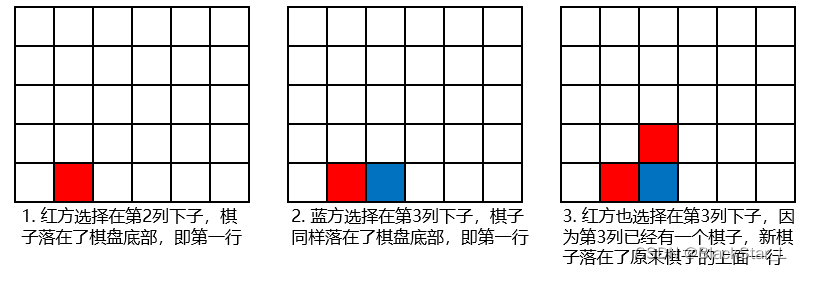 1. 红方选择在第2列下子，棋
子落在了棋盘底部，即第一行
2. 蓝方选择在第3列下子，棋子
同样落在了棋盘底部，即第一行
3. 红方也选择在第3列下子，因
为第3列已经有一个棋子，新棋
子落在了原来棋子的上面一行
CSDN @BlankStar_L